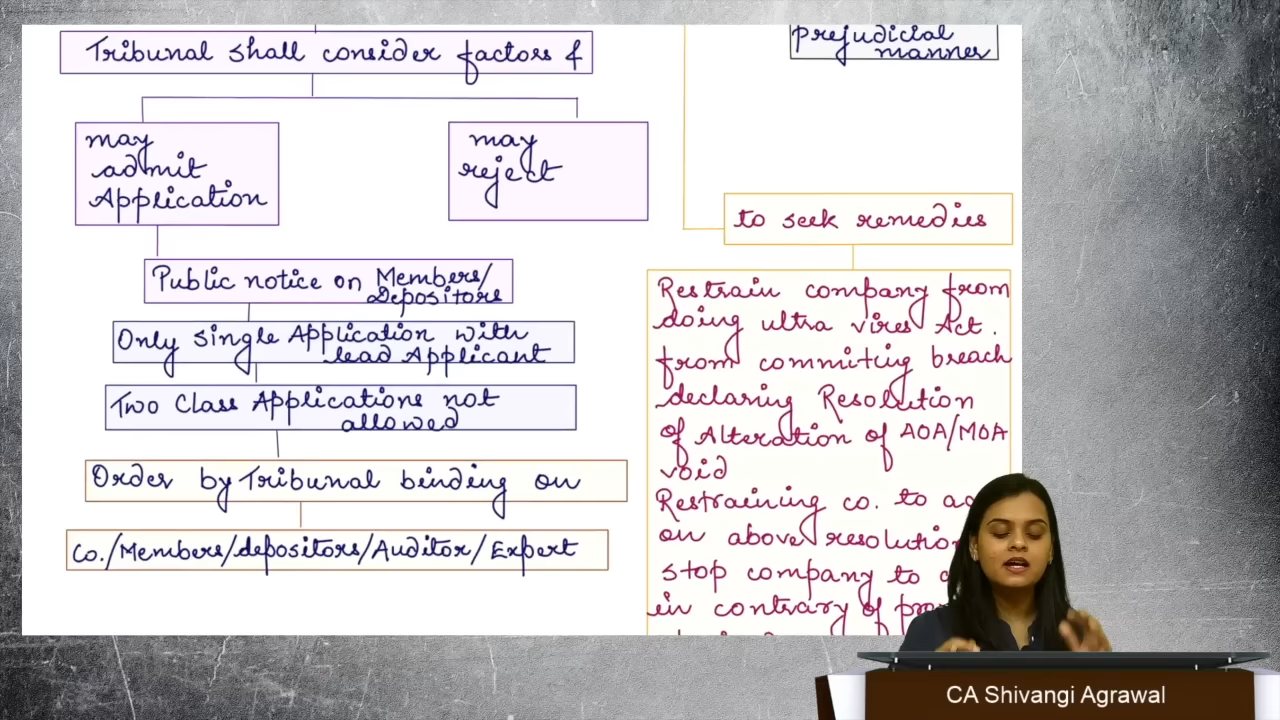 Tribunal shall consider factors &
may
admit
Application
may
reject
Public notice on Members/
Depositors
Only single Application with
lead Applicant
Two Class Applications not
allowed
Order by Tribunal binding on
Co./Members/depositors/Auditor/Expert
prejudicial
manner
to seek remedies
Restrain company from
doing ultra vires Act.
from commiting breach
declaring Resolution
of Alteration of AOA/MOA
void
Restraining co. to
on above
stop company to
in contrary of
CA Shivangi Agrawal